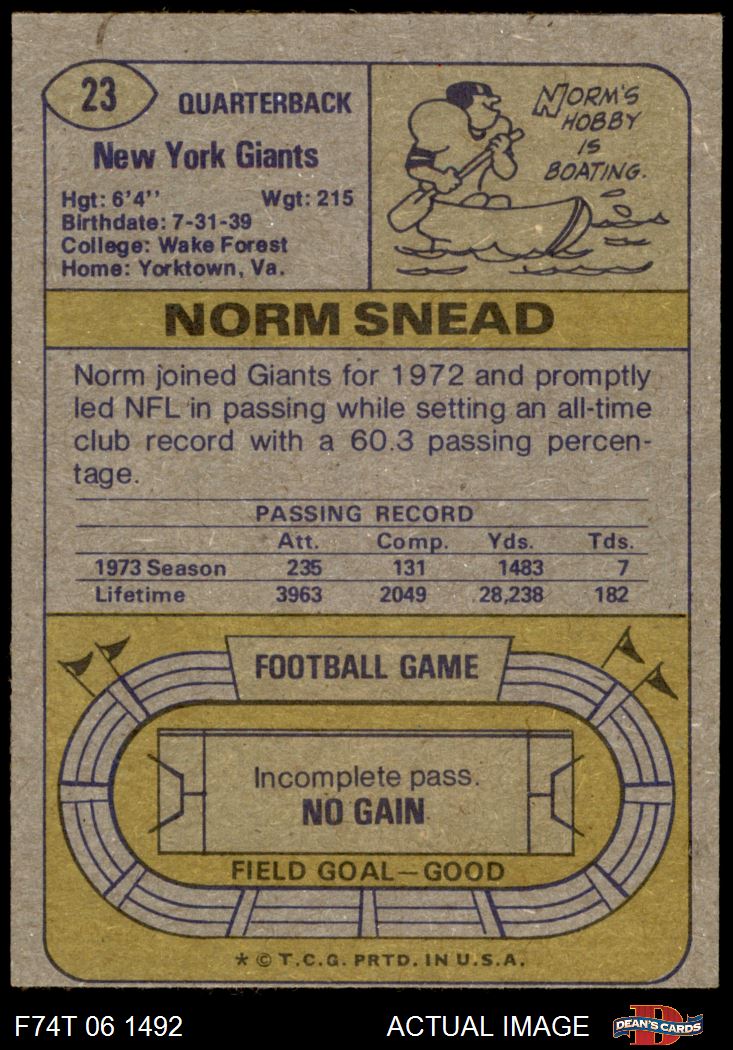 23
QUARTERBACK
New York Giants
Hgt: 6'4'' Wgt: 215
Birthdate: 7-31-39
College: Wake Forest
Home: Yorktown, Va.
NORM'S
HOBBY
IS
BOATING.
NORM SNEAD
Norm joined Giants for 1972 and promptly
led NFL in passing while setting an all-time
club record with a 60.3 passing percen-
tage.
PASSING RECORD
Att. Comp. Yds. Tds.
1973 Season 235 131 1483 7
Lifetime 3963 2049 28,238 182
FOOTBALL GAME
Incomplete pass.
NO GAIN
FIELD GOAL—GOOD
* © T.C.G. PRTD. IN U.S.A.
F74T 06 1492 ACTUAL IMAGE
D
DEAN'S CARDS